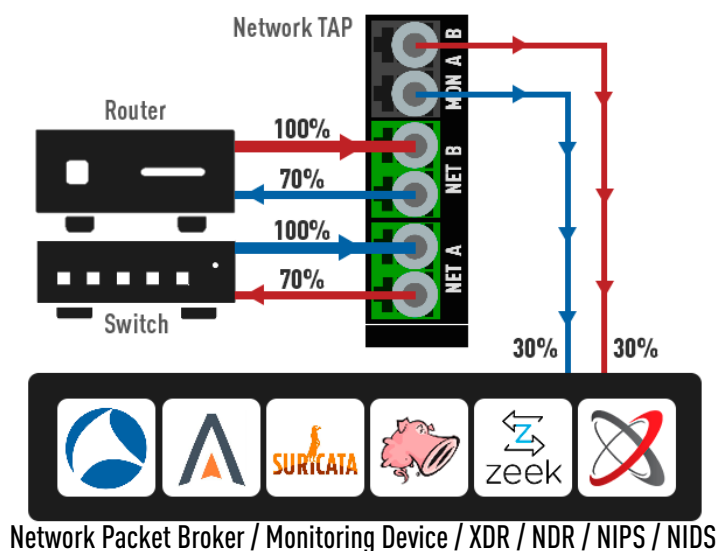 Network TAP
MON A B
Router
100%
NET B
70%
100%
NET A
70%
Switch
30%
30%
SURICATA
zeek
Network Packet Broker / Monitoring Device / XDR / NDR / NIPS / NIDS